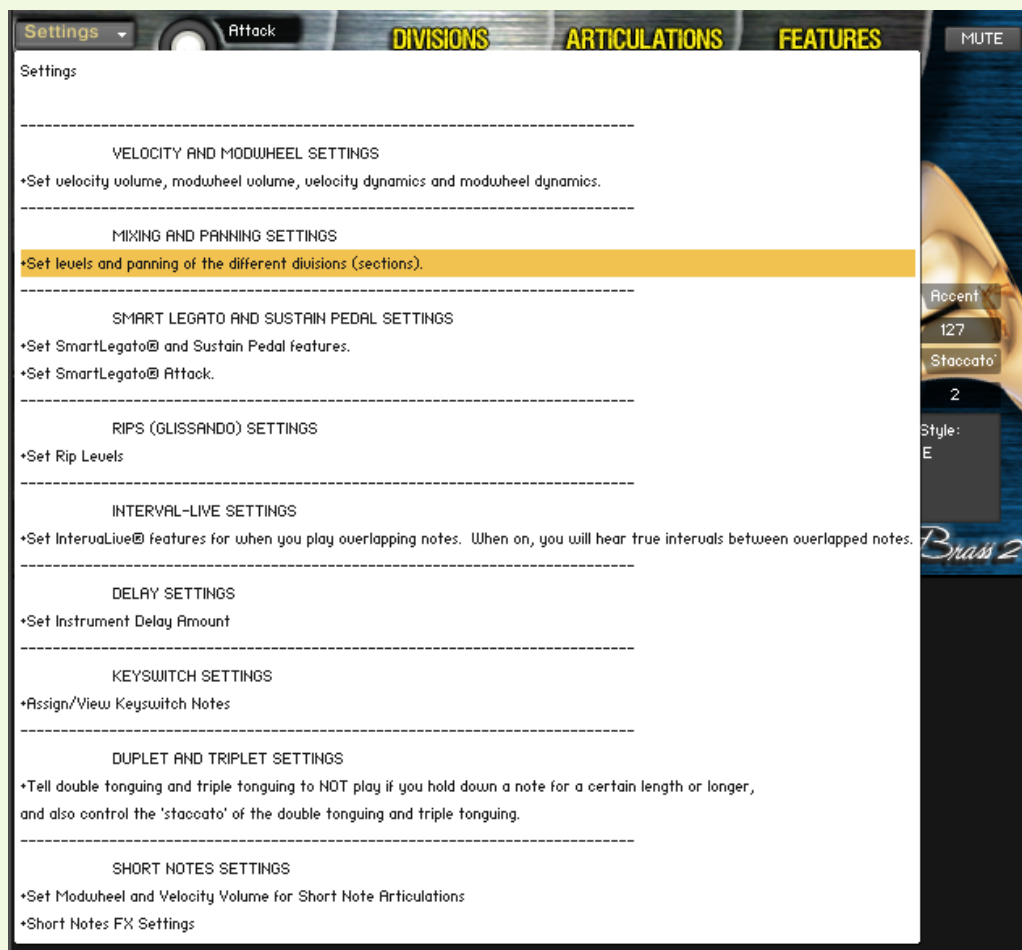 Settings
Attack
DIVISIONS
ARTICULATIONS
FEATURES
MUTE
Settings
--------------------------------------------------------------------------------
VELOCITY AND MODWHEEL SETTINGS
+Set velocity volume, modwheel volume, velocity dynamics and modwheel dynamics.
--------------------------------------------------------------------------------
MIXING AND PANNING SETTINGS
+Set levels and panning of the different divisions (sections).
--------------------------------------------------------------------------------
SMART LEGATO AND SUSTAIN PEDAL SETTINGS
+Set SmartLegato® and Sustain Pedal features.
+Set SmartLegato® Attack.
--------------------------------------------------------------------------------
RIPS (GLISSANDO) SETTINGS
+Set Rip Levels
--------------------------------------------------------------------------------
INTERVAL-LIVE SETTINGS
+Set IntervaLive® features for when you play overlapping notes. When on, you will hear true intervals between overlapped notes.
--------------------------------------------------------------------------------
DELAY SETTINGS
+Set Instrument Delay Amount
--------------------------------------------------------------------------------
KEYSWITCH SETTINGS
+Assign/View Keyswitch Notes
--------------------------------------------------------------------------------
DUPLET AND TRIPLET SETTINGS
+Tell double tonguing and triple tonguing to NOT play if you hold down a note for a certain length or longer,
and also control the 'staccato' of the double tonguing and triple tonguing.
--------------------------------------------------------------------------------
SHORT NOTES SETTINGS
+Set Modwheel and Velocity Volume for Short Note Articulations
+Short Notes FX Settings
Accent
127
Staccato'
2
Style:
E
Brass 2